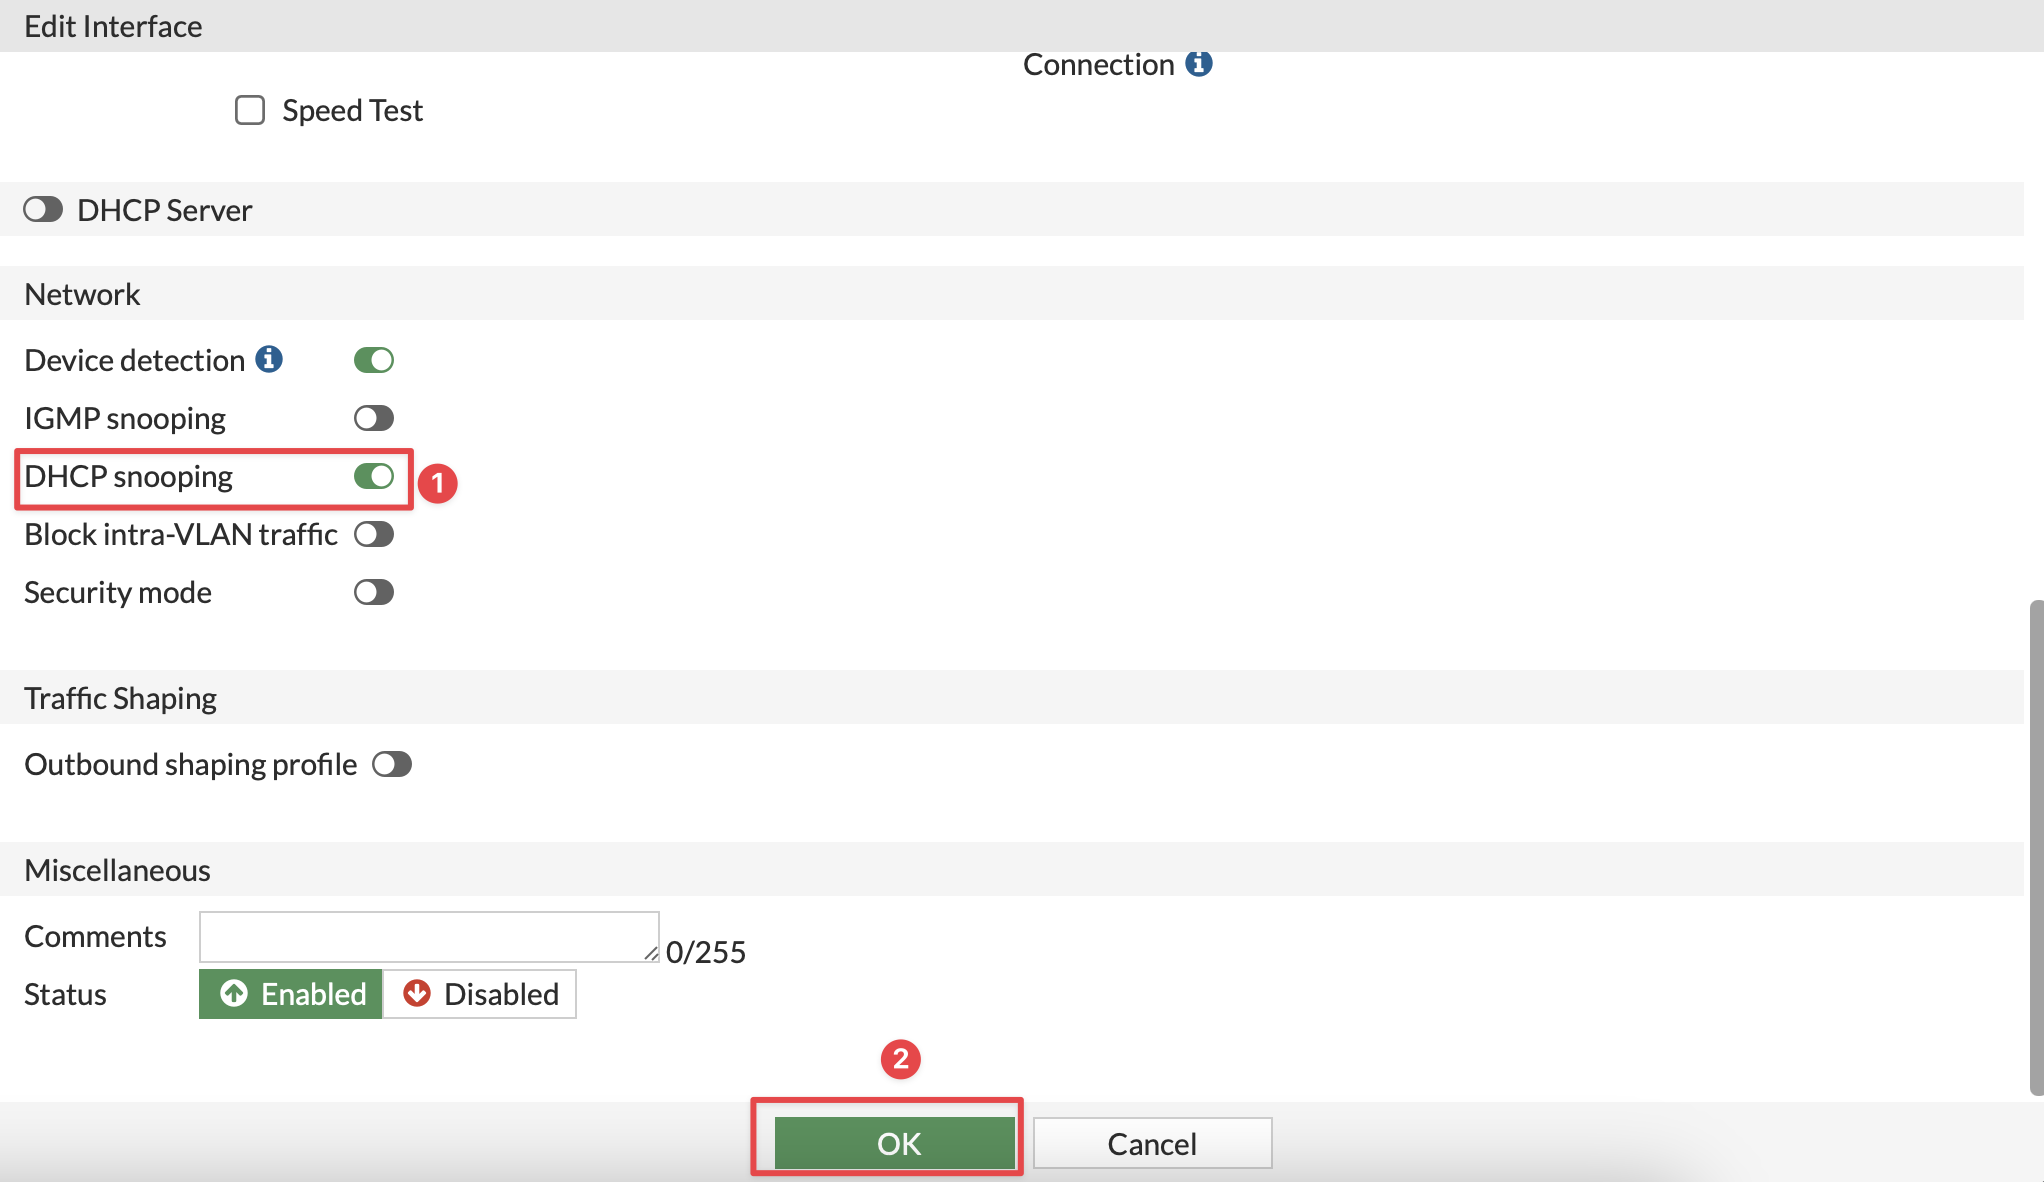 Edit Interface
Connection
Speed Test
DHCP Server
Network
Device detection
IGMP snooping
DHCP snooping
1
Block intra-VLAN traffic
Security mode
Traffic Shaping
Outbound shaping profile
Miscellaneous
Comments
0/255
Status
Enabled
Disabled
2
OK
Cancel